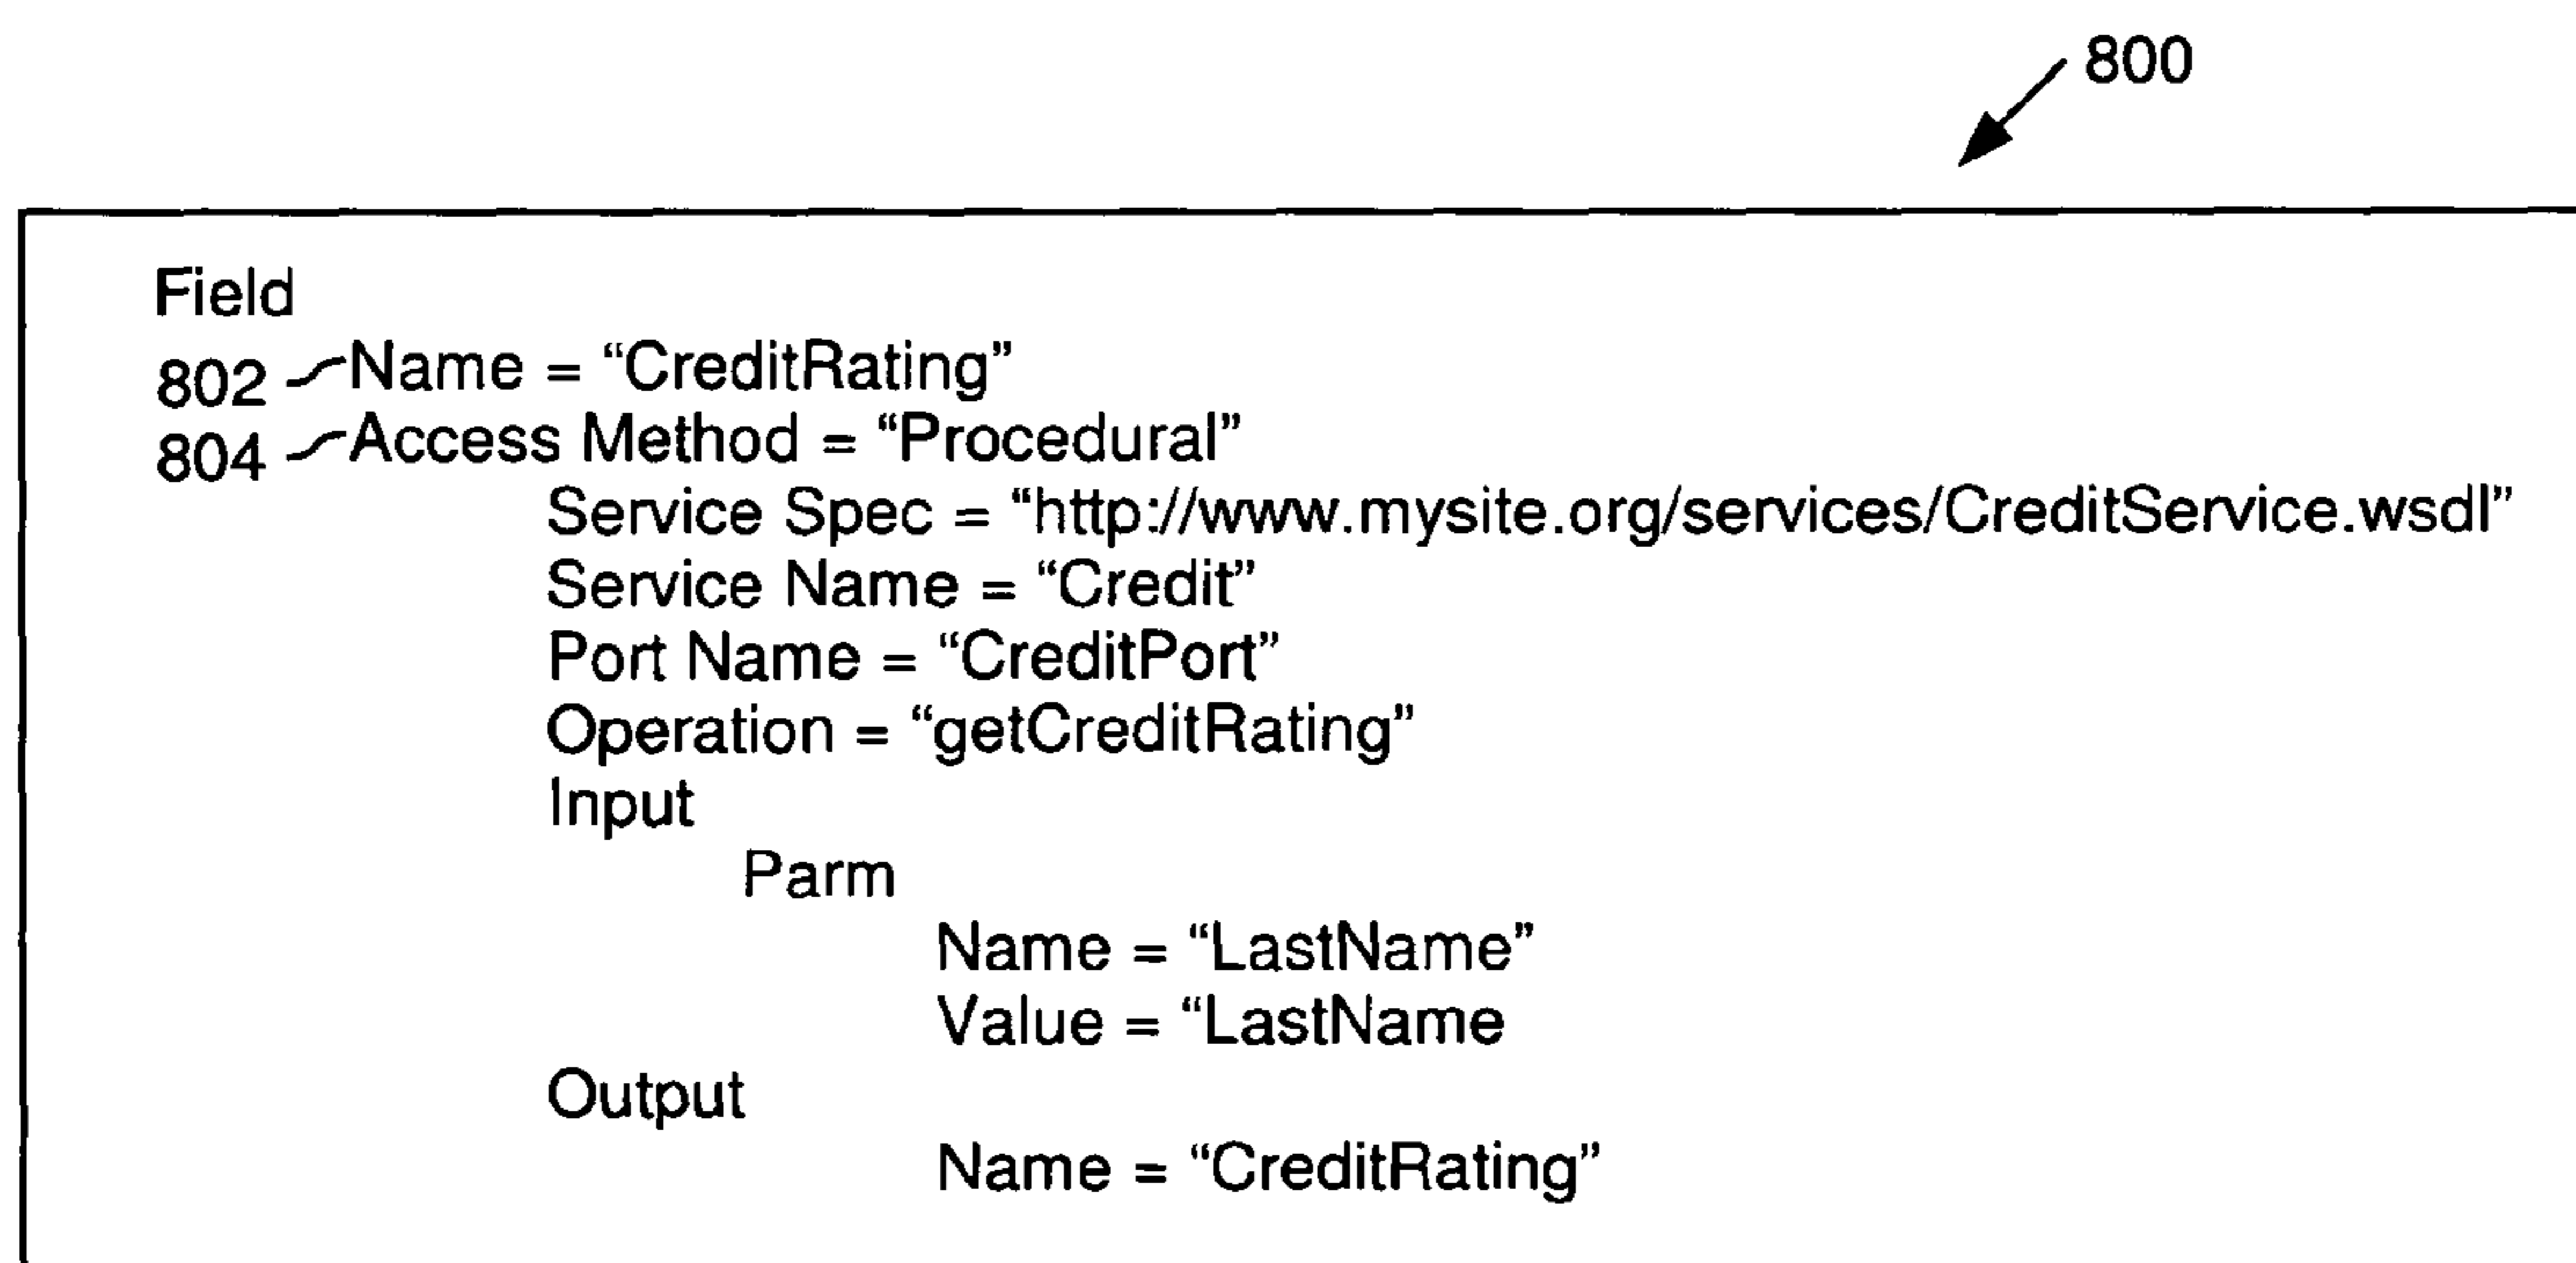 800
Field
802 Name = “CreditRating”
804 Access Method = “Procedural”
Service Spec = “http://www.mysite.org/services/CreditService.wsdl”
Service Name = “Credit”
Port Name = “CreditPort”
Operation = “getCreditRating”
Input
Parm
Name = “LastName”
Value = “LastName
Output
Name = “CreditRating”